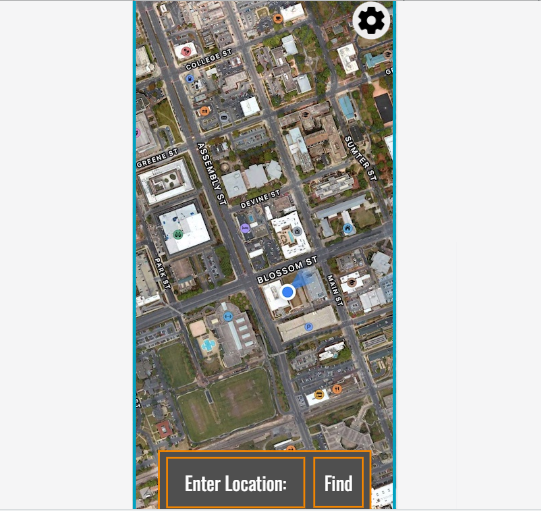 COLLEGE ST
GREENE ST
ASSEMBLY ST
SUMTER ST
DEVINE ST
BLOSSOM ST
PARK ST
MAIN ST
Enter Location:
Find